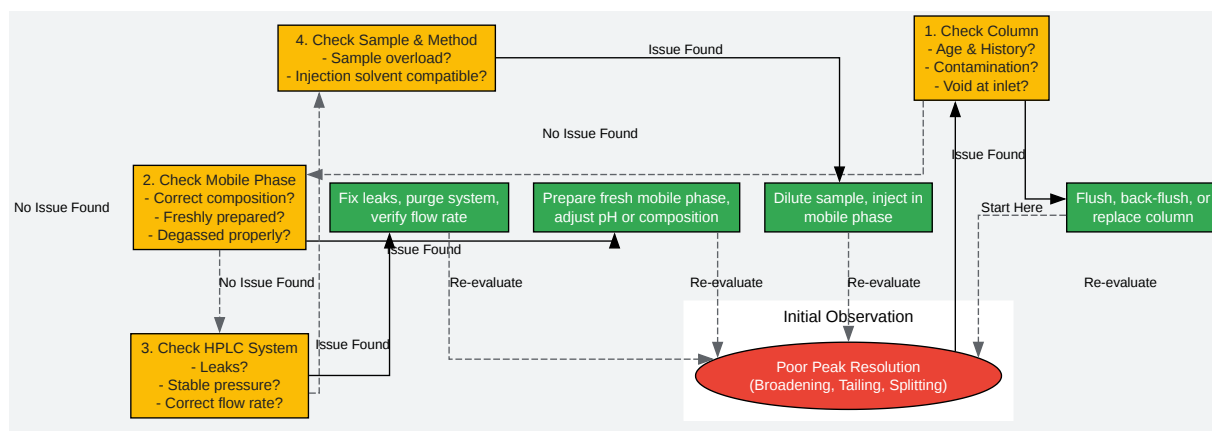 4. Check Sample & Method
- Sample overload?
- Injection solvent compatible?
Issue Found
1. Check Column
- Age & History?
- Contamination?
- Void at inlet?
No Issue Found
Issue Found
2. Check Mobile Phase
- Correct composition?
- Freshly prepared?
- Degassed properly?
No Issue Found
Fix leaks, purge system,
verify flow rate
Prepare fresh mobile phase,
adjust pH or composition
Dilute sample, inject in
mobile phase
Start Here
Flush, back-flush, or
replace column
Issue Found
No Issue Found
Re-evaluate
Re-evaluate
Re-evaluate
Re-evaluate
Initial Observation
3. Check HPLC System
- Leaks?
- Stable pressure?
- Correct flow rate?
Issue Found
Poor Peak Resolution
(Broadening, Tailing, Splitting)